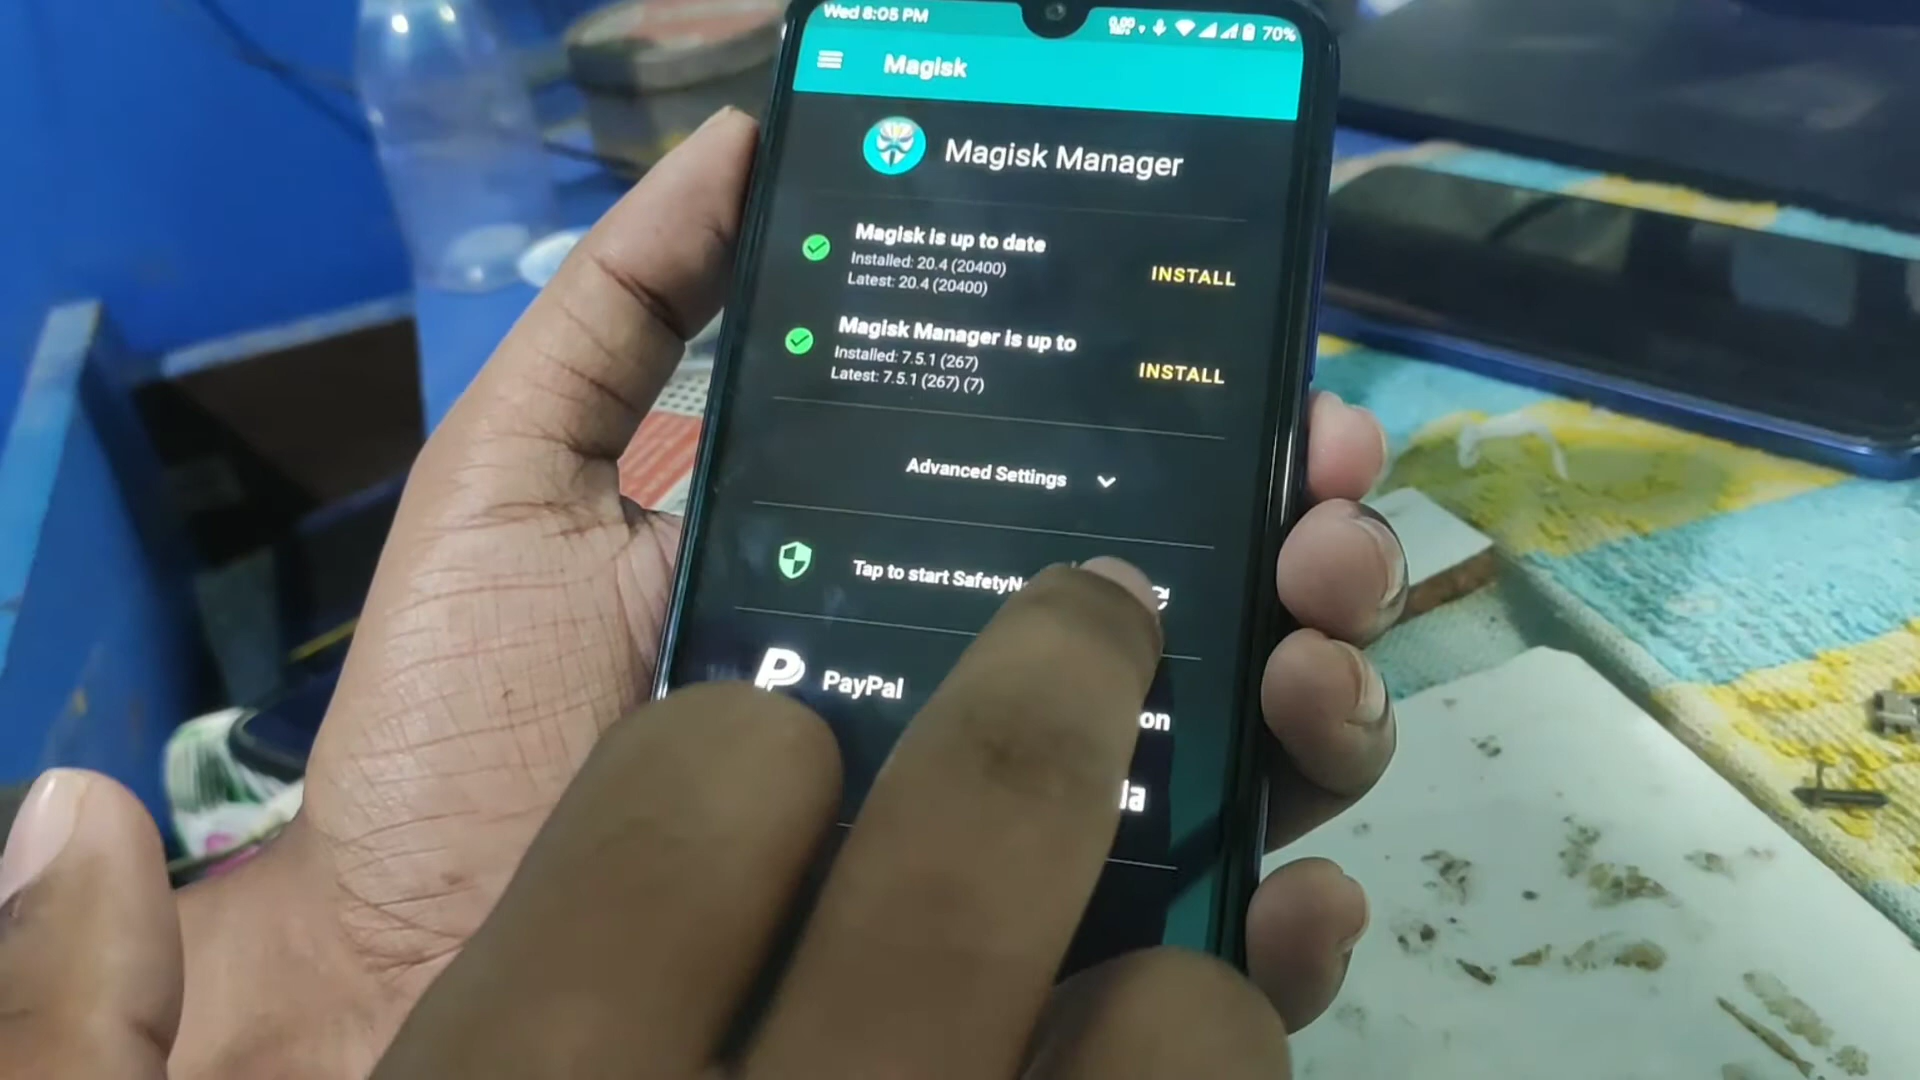 Wed 8:05 PM
70%
Magisk
Magisk Manager
Magisk is up to date
Installed: 20.4 (20400)
Latest: 20.4 (20400)
INSTALL
Magisk Manager is up to
Installed: 7.5.1 (267)
Latest: 7.5.1 (267) (7)
INSTALL
Advanced Settings
Tap to start SafetyN
PayPal
on
la